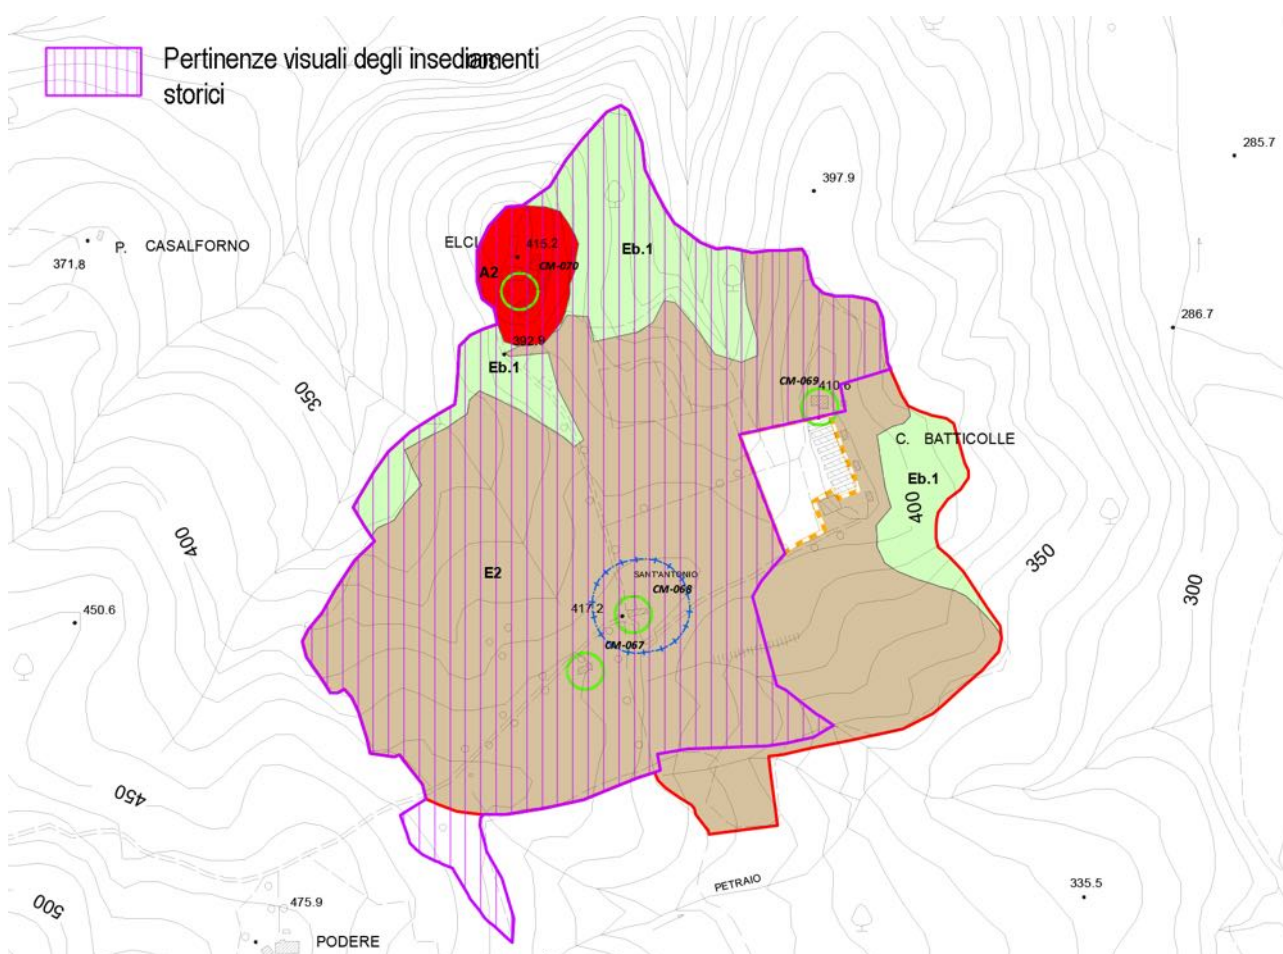 Pertinenze visuali degli insediamenti
storici
285.7
397.9
P. CASALFORNO
371.8
ELCI
415.2
CM-070
A2
Eb.1
286.7
392.9
Eb.1
350
CM-069
410.6
C. BATTICOLLE
Eb.1
400
400
350
300
E2
SANT'ANTONIO
CM-068
417.2
CM-067
450.6
450
PETRAIO
335.5
500
475.9
PODERE